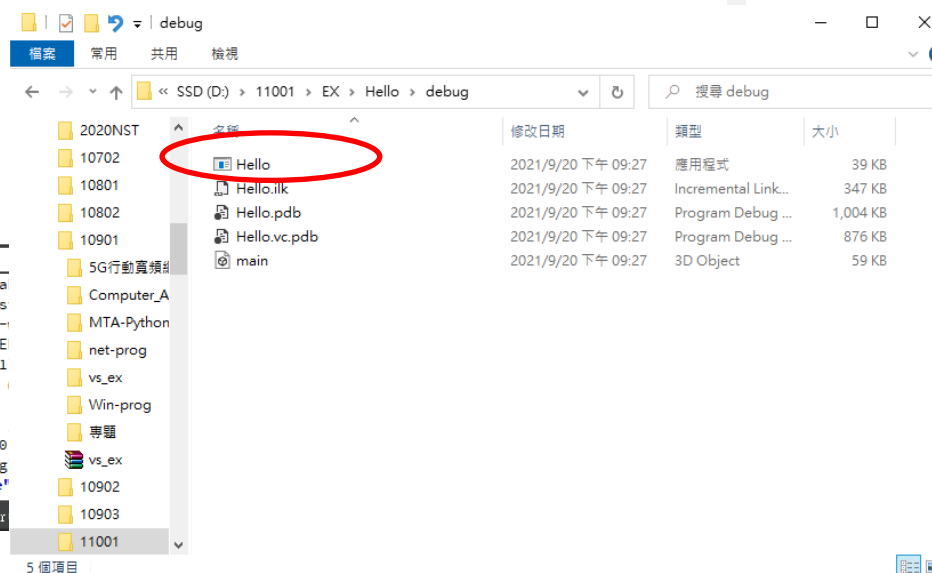 debug
檔案 常用 共用 檢視
« SSD (D:) › 11001 › EX › Hello › debug 搜尋 debug
名稱 修改日期 類型 大小
Hello 2021/9/20 下午 09:27 應用程式 39 KB
Hello.ilk 2021/9/20 下午 09:27 Incremental Link... 347 KB
Hello.pdb 2021/9/20 下午 09:27 Program Debug ... 1,004 KB
Hello.vc.pdb 2021/9/20 下午 09:27 Program Debug ... 876 KB
main 2021/9/20 下午 09:27 3D Object 59 KB
2020NST
10702
10801
10802
10901
5G行動寬頻
Computer_A
MTA-Python
net-prog
vs_ex
Win-prog
專題
vs_ex
10902
10903
11001
5 個項目